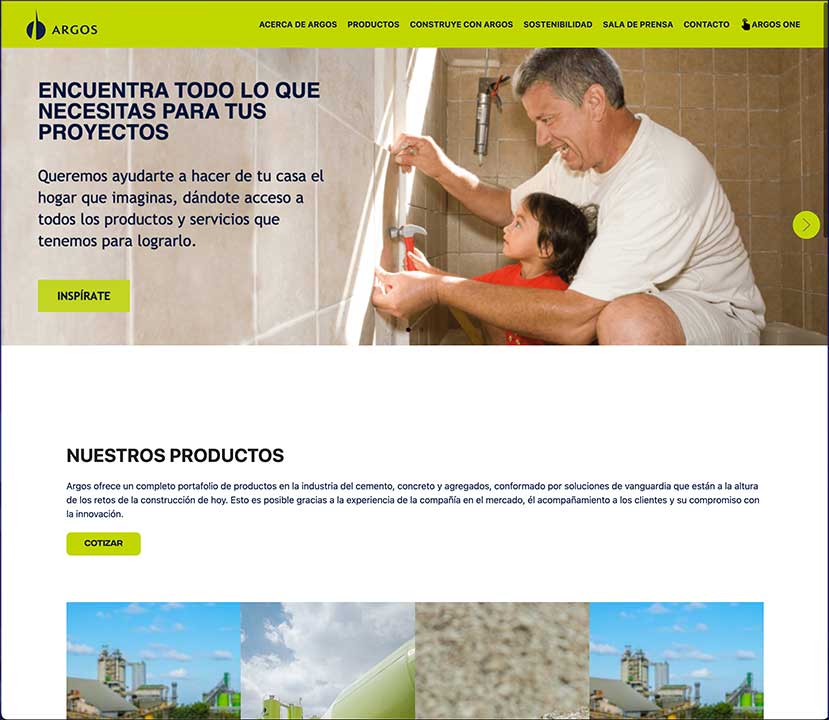 ARGOS
ACERCA DE ARGOS PRODUCTOS CONSTRUYE CON ARGOS SOSTENIBILIDAD SALA DE PRENSA CONTACTO ARGOS ONE
ENCUENTRA TODO LO QUE
NECESITAS PARA TUS
PROYECTOS
Queremos ayudarte a hacer de tu casa el
hogar que imaginas, dándote acceso a
todos los productos y servicios que
tenemos para lograrlo.
INSPÍRATE
NUESTROS PRODUCTOS
Argos ofrece un completo portafolio de productos en la industria del cemento, concreto y agregados, conformado por soluciones de vanguardia que están a la altura
de los retos de la construcción de hoy. Esto es posible gracias a la experiencia de la compañía en el mercado, él acompañamiento a los clientes y su compromiso con
la innovación.
COTIZAR